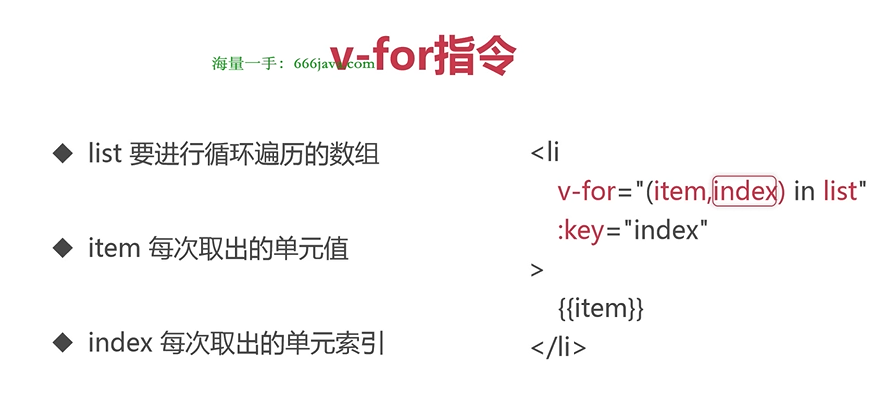 v-for指令
海量一手：666java.com
◆ list 要进行循环遍历的数组
◆ item 每次取出的单元值
◆ index 每次取出的单元索引
<li
v-for="(item,index) in list"
:key="index"
>
{{item}}
</li>